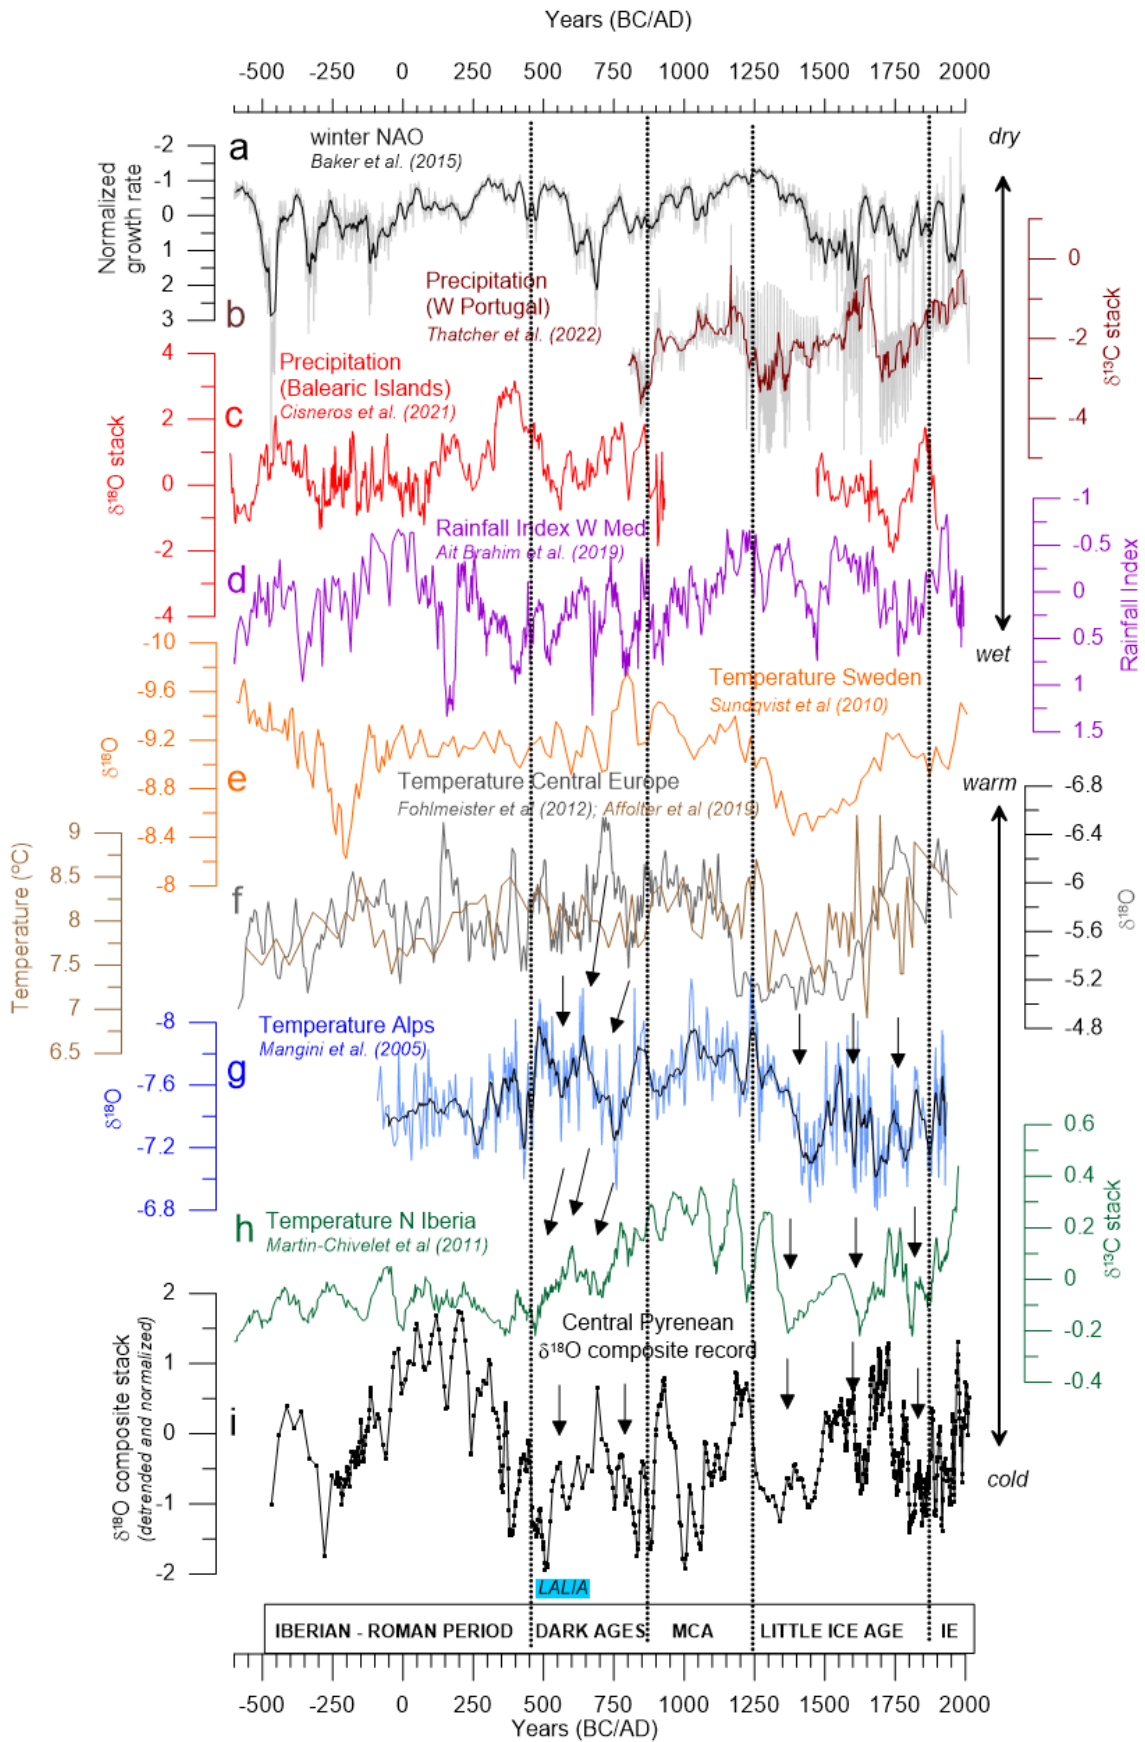 Years (BC/AD)
-500 -250 0 250 500 750 1000 1250 1500 1750 2000
a
winter NAO
Baker et al. (2015)
dry
Normalized
growth rate
-2
-1
0
1
2
3
b
Precipitation
(W Portugal)
Thatcher et al. (2022)
0
-2
-4
δ13C stack
Precipitation
(Balearic Islands)
Cisneros et al. (2021)
c
4
2
0
-2
-4
δ18O stack
Rainfall Index W Med
Ait Brahim et al. (2019)
d
-1
-0.5
0
0.5
1
1.5
Rainfall Index
wet
-10
-9.6
-9.2
-8.8
-8.4
-8
δ18O
Temperature Sweden
Sundqvist et al (2010)
e
warm
Temperature Central Europe
Fohlmeister et al (2012); Affolter et al (2019)
f
9
8.5
8
7.5
7
6.5
Temperature (ºC)
-6.8
-6.4
-6
-5.6
-5.2
-4.8
δ18O
Temperature Alps
Mangini et al. (2005)
g
-8
-7.6
-7.2
-6.8
δ18O
h
Temperature N Iberia
Martin-Chivelet et al (2011)
0.6
0.4
0.2
0
-0.2
-0.4
δ13C stack
Central Pyrenean
δ18O composite record
i
2
1
0
-1
-2
δ18O composite stack
(detrended and normalized)
cold
LALIA
IBERIAN - ROMAN PERIOD DARK AGES MCA LITTLE ICE AGE IE
-500 -250 0 250 500 750 1000 1250 1500 1750 2000
Years (BC/AD)